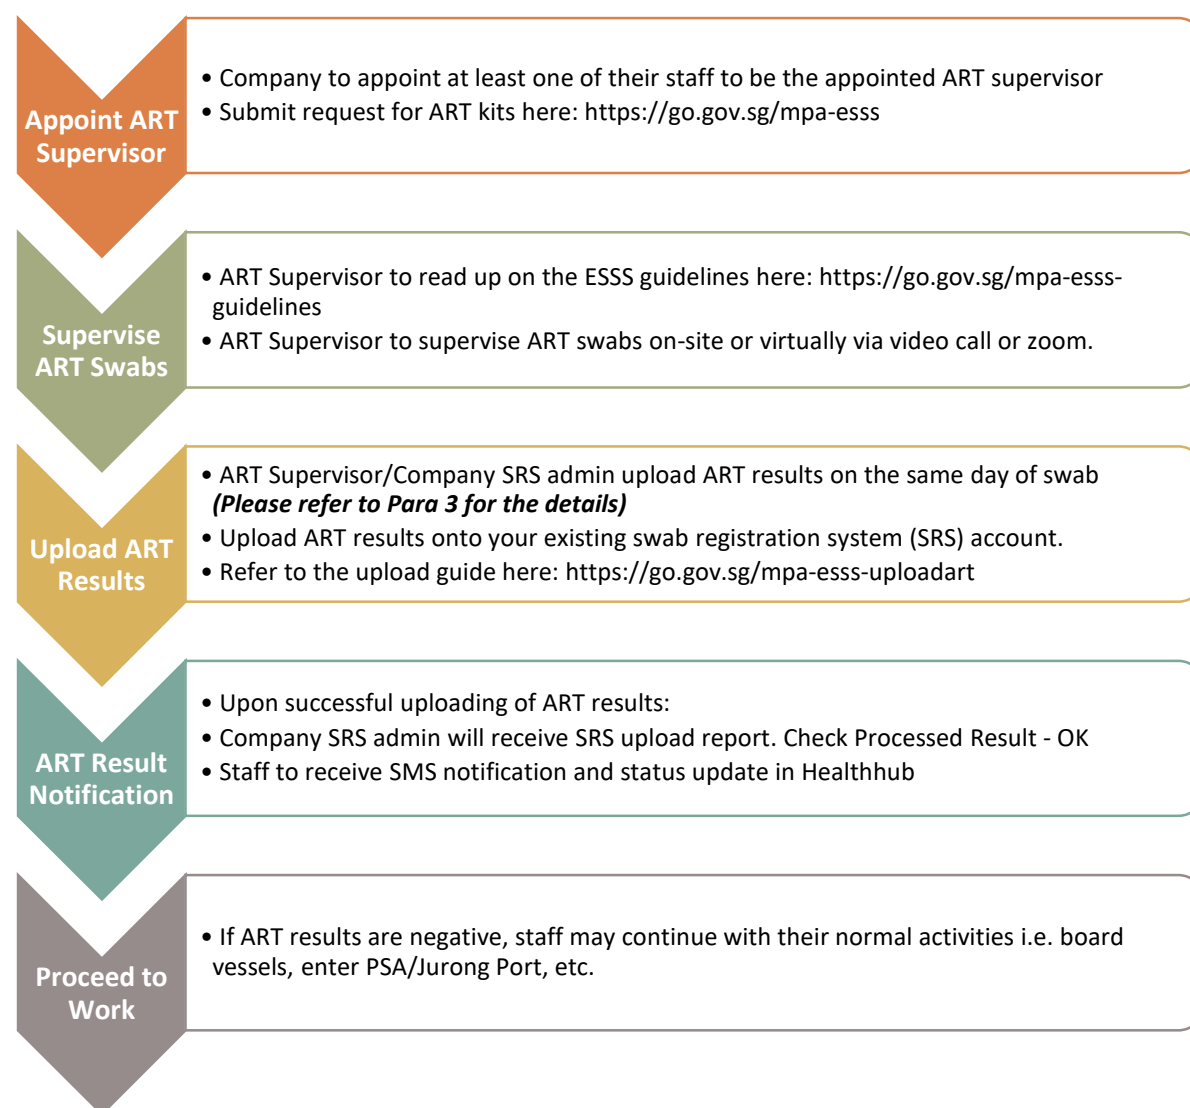 Appoint ART
Supervisor
• Company to appoint at least one of their staff to be the appointed ART supervisor
• Submit request for ART kits here: https://go.gov.sg/mpa-esss
Supervise
ART Swabs
• ART Supervisor to read up on the ESSS guidelines here: https://go.gov.sg/mpa-esss-
guidelines
• ART Supervisor to supervise ART swabs on-site or virtually via video call or zoom.
Upload ART
Results
• ART Supervisor/Company SRS admin upload ART results on the same day of swab
(Please refer to Para 3 for the details)
• Upload ART results onto your existing swab registration system (SRS) account.
• Refer to the upload guide here: https://go.gov.sg/mpa-esss-uploadart
ART Result
Notification
• Upon successful uploading of ART results:
• Company SRS admin will receive SRS upload report. Check Processed Result - OK
• Staff to receive SMS notification and status update in Healthhub
Proceed to
Work
• If ART results are negative, staff may continue with their normal activities i.e. board
vessels, enter PSA/Jurong Port, etc.